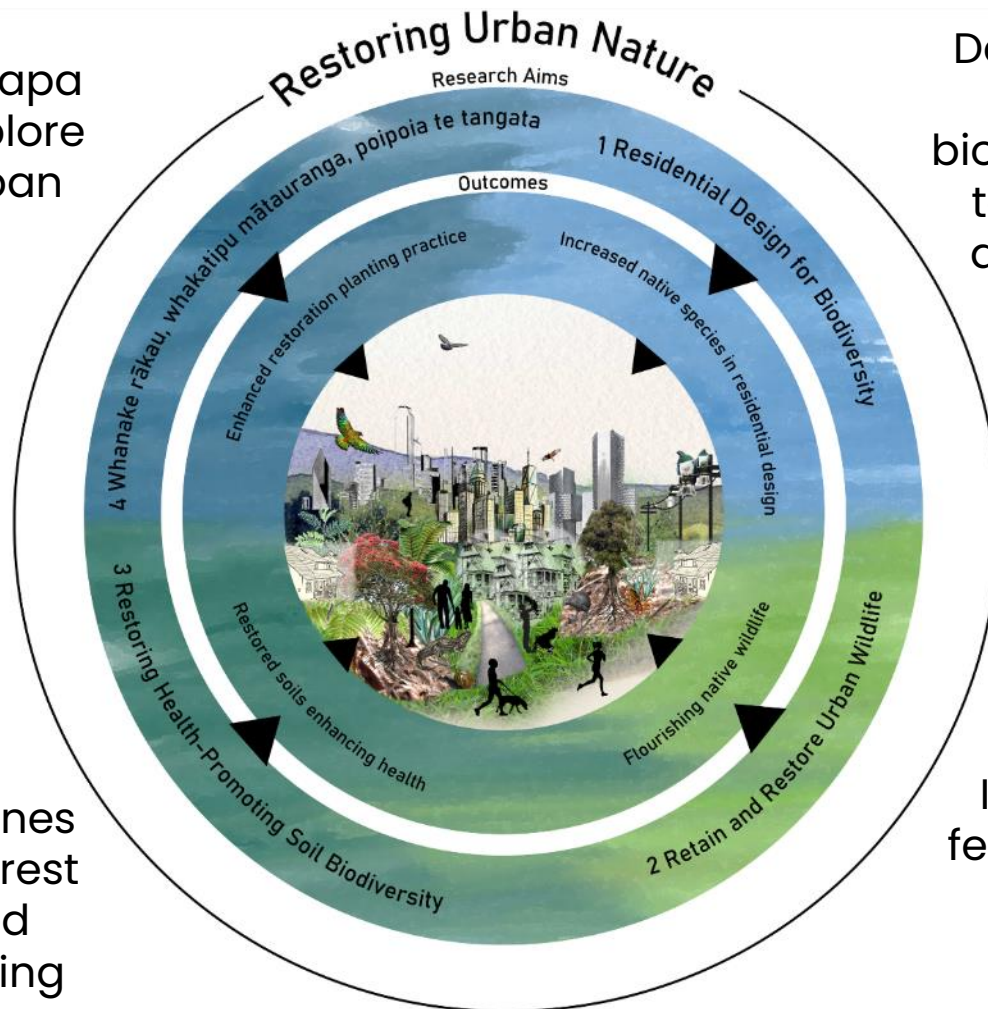 Restoring Urban Nature
Research Aims
1 Residential Design for Biodiversity
2 Retain and Restore Urban Wildlife
3 Restoring Health-Promoting Soil Biodiversity
4 Whanake rākau, whakatipu mātauranga, poipoia te tangata
Outcomes
Increased native species in residential design
Flourishing native wildlife
Restored soils enhancing health
Enhanced restoration planting practice
apa
lore
ban
nes
rest
d
ing
D
bio
t
I
fe